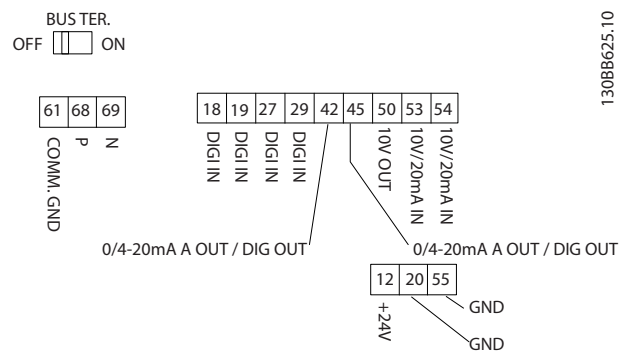 BUS TER.
OFF ON
130BB625.10
61 68 69
COMM. GND
P
N
18 19 27 29 42 45 50 53 54
DIGI IN
DIGI IN
DIGI IN
DIGI IN
10V OUT
10V/20mA IN
10V/20mA IN
0/4-20mA A OUT / DIG OUT
0/4-20mA A OUT / DIG OUT
12 20 55
+24V
GND
GND